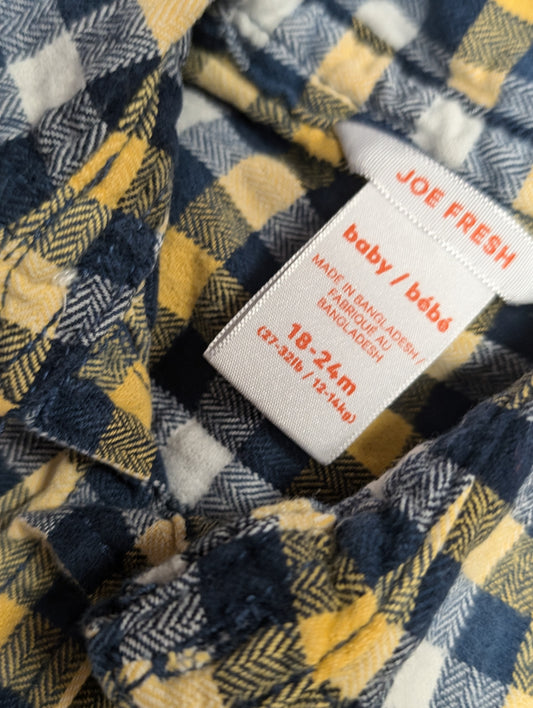 JOE FRESH
baby / bébé
MADE IN BANGLADESH /
FABRIQUÉ AU
BANGLADESH
18-24m
(27-32lb / 12-14kg)